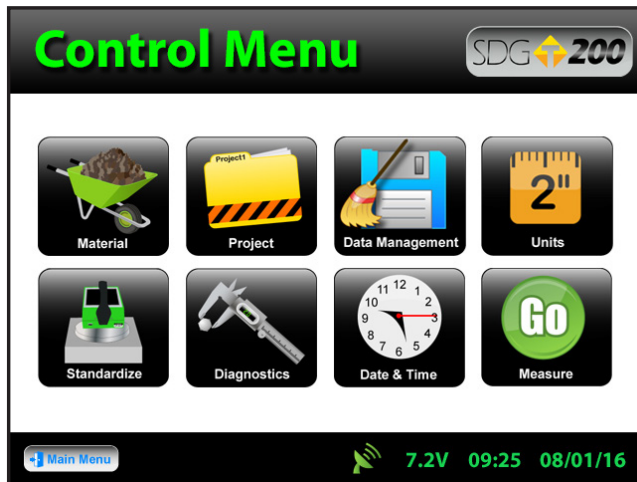 Control Menu
SDG 200
Project1
2"
Material
Project
Data Management
Units
12
11 1
10 2
9 3
8 4
7 5
6
Go
Standardize
Diagnostics
Date & Time
Measure
Main Menu
7.2V 09:25 08/01/16